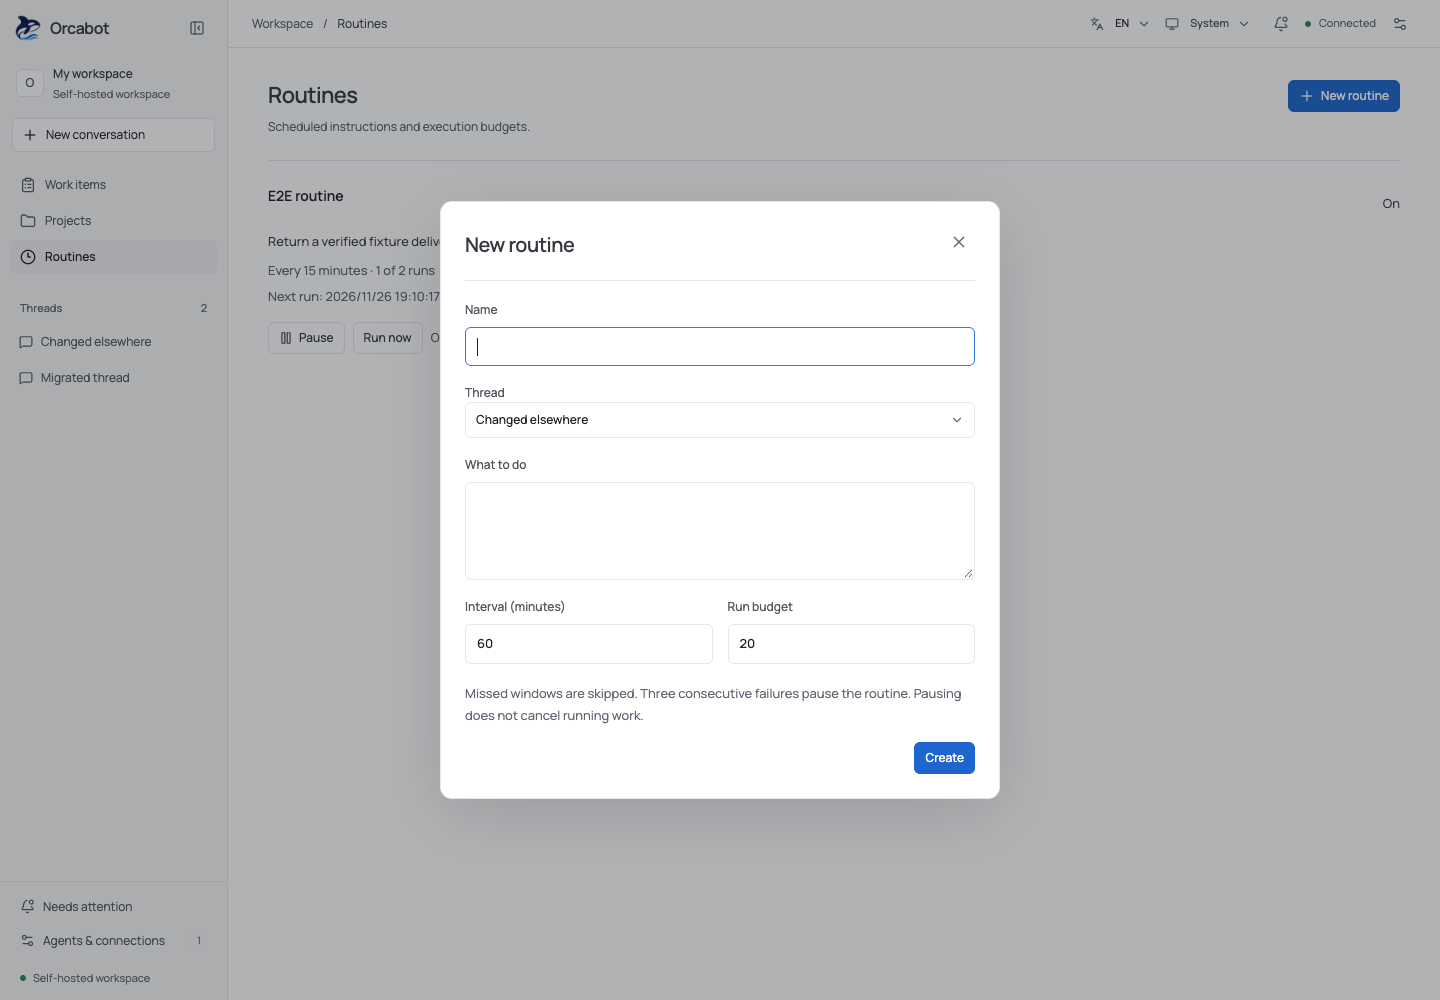 Orcabot
Workspace / Routines
EN
System
Connected
O
My workspace
Self-hosted workspace
New conversation
Work items
Projects
Routines
Threads 2
Changed elsewhere
Migrated thread
Needs attention
Agents & connections 1
Self-hosted workspace
Routines
Scheduled instructions and execution budgets.
New routine
E2E routine
On
Return a verified fixture deliv
Every 15 minutes · 1 of 2 runs
Next run: 2026/11/26 19:10:17
Pause
Run now
O
New routine
Name
Thread
Changed elsewhere
What to do
Interval (minutes)
Run budget
60
20
Missed windows are skipped. Three consecutive failures pause the routine. Pausing
does not cancel running work.
Create